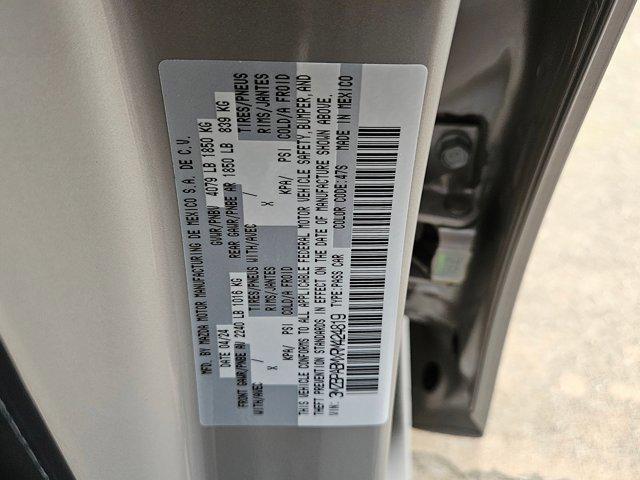 MFD. BY MAZDA MOTOR MANUFACTURING DE MEXICO S.A. DE C.V.
DATE 04/24 GVWR/PNBV 4079 LB 1850 KG
FRONT GAWR/PNBE AV 2240 LB 1016 KG REAR GAWR/PNBE AR 1850 LB 839 KG
WITH/AVEC TIRES/PNEUS WITH/AVEC TIRES/PNEUS
/ RIMS/JANTES / RIMS/JANTES
X X
KPA/ PSI COLD/A FROID KPA/ PSI COLD/A FROID
THIS VEHICLE CONFORMS TO ALL APPLICABLE FEDERAL MOTOR VEHICLE SAFETY, BUMPER, AND
THEFT PREVENTION STANDARDS IN EFFECT ON THE DATE OF MANUFACTURE SHOWN ABOVE.
VIN: TYPE:PASS CAR COLOR CODE:47S MADE IN MEXICO